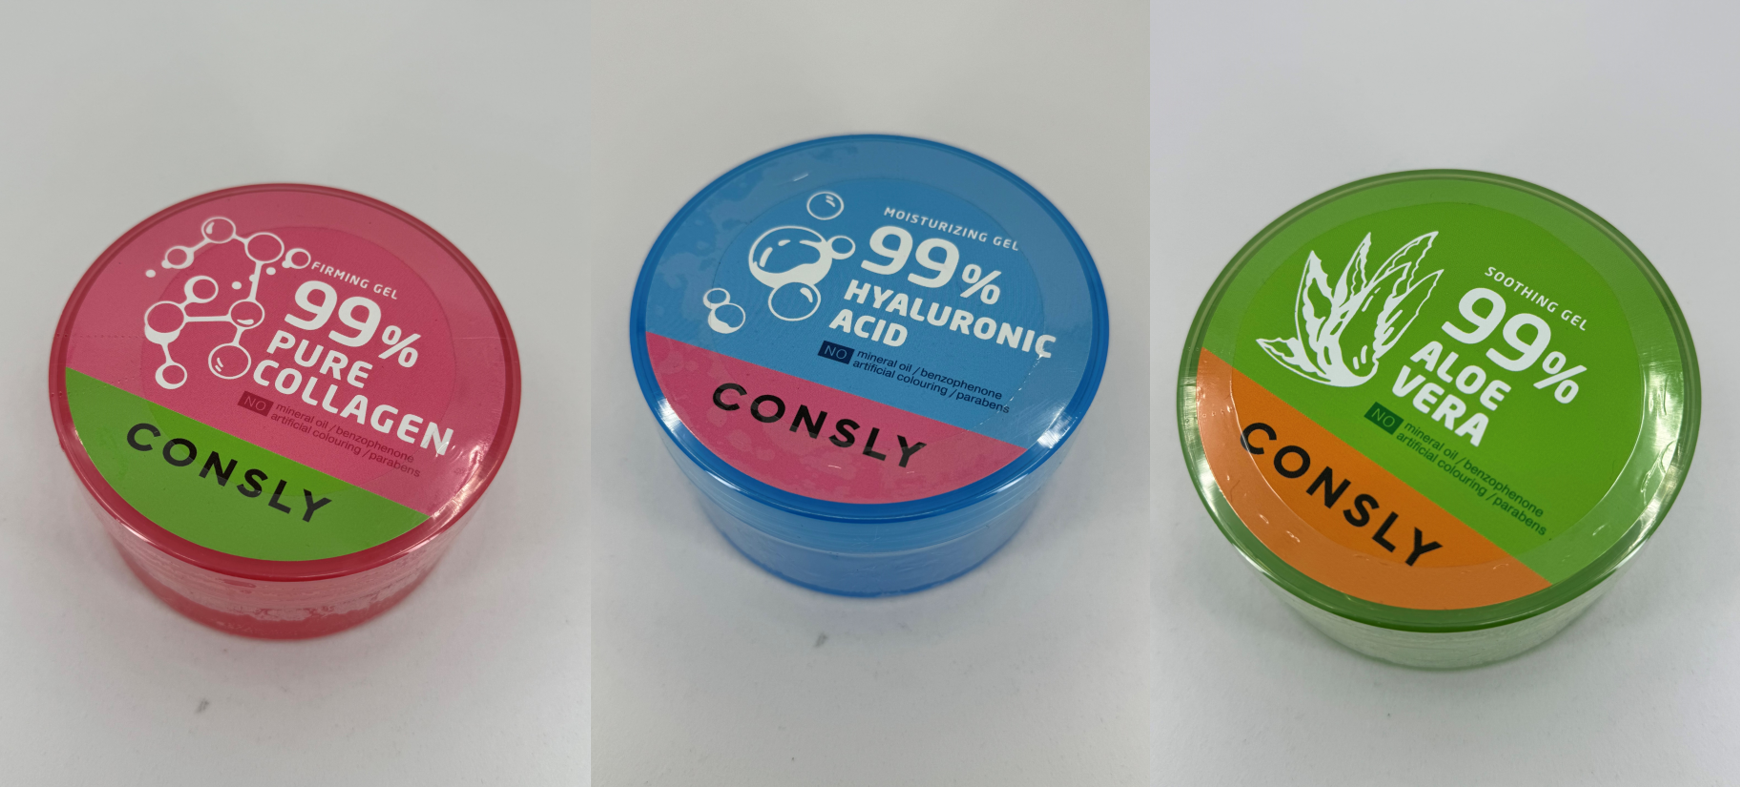 FIRMING GEL
99%
PURE
COLLAGEN
NO mineral oil / benzophenone
artificial colouring / parabens
CONSLY
MOISTURIZING GEL
99%
HYALURONIC
ACID
NO mineral oil / benzophenone
artificial colouring / parabens
CONSLY
SOOTHING GEL
99%
ALOE
VERA
NO mineral oil / benzophenone
artificial colouring / parabens
CONSLY